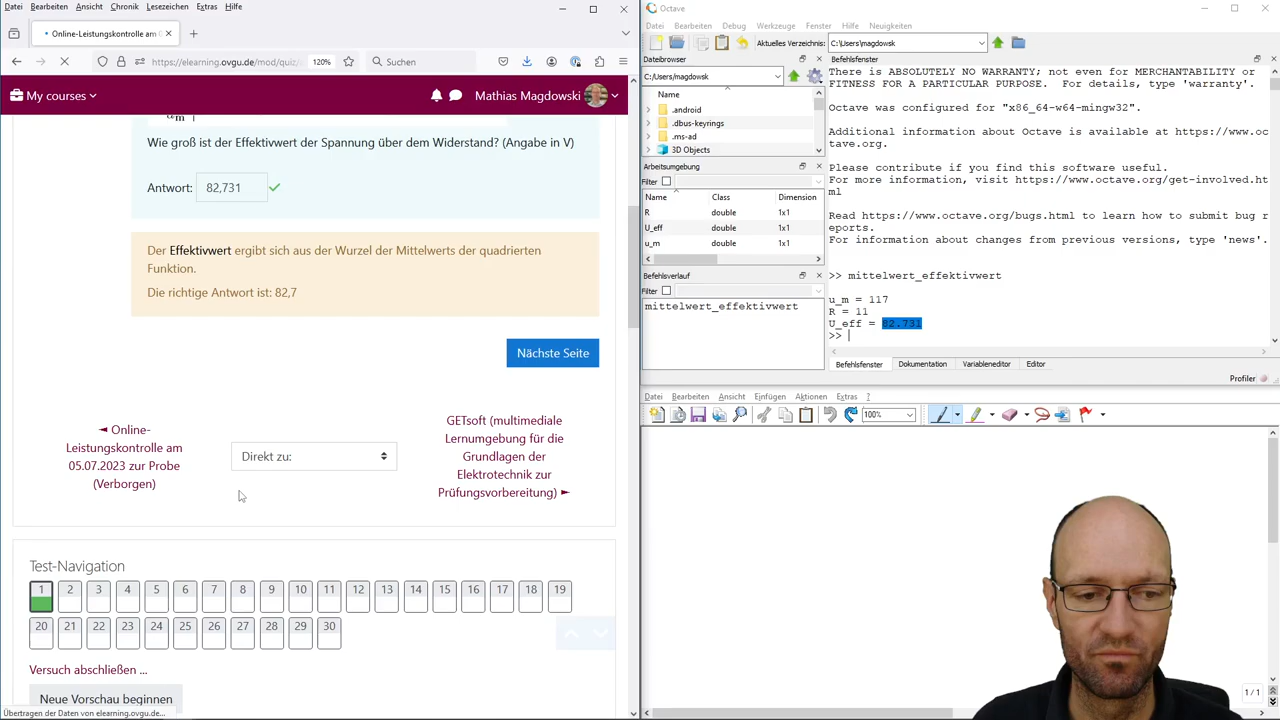 Datei Bearbeiten Ansicht Chronik Lesezeichen Extras Hilfe
Online-Leistungskontrolle am
https://elearning.ovgu.de/mod/quiz/
120%
Suchen
My courses
Mathias Magdowski
Wie groß ist der Effektivwert der Spannung über dem Widerstand? (Angabe in V)
Antwort: 82,731
Der Effektivwert ergibt sich aus der Wurzel der Mittelwerts der quadrierten
Funktion.
Die richtige Antwort ist: 82,7
Nächste Seite
◄ Online-
Leistungskontrolle am
05.07.2023 zur Probe
(Verborgen)
Direkt zu:
GETsoft (multimediale
Lernumgebung für die
Grundlagen der
Elektrotechnik zur
Prüfungsvorbereitung) ►
Test-Navigation
1 2 3 4 5 6 7 8 9 10 11 12 13 14 15 16 17 18 19
20 21 22 23 24 25 26 27 28 29 30
Versuch abschließen ...
Neue Vorschau beginnen
Übertragen der Daten von elearning.ovgu.de...
Octave
Datei Bearbeiten Debug Werkzeuge Fenster Hilfe Neuigkeiten
Aktuelles Verzeichnis: C:\Users\magdowsk
Dateibrowser
C:/Users/magdowsk
Name
.android
.dbus-keyrings
.ms-ad
3D Objects
Arbeitsumgebung
Filter
Name Class Dimension
R double 1x1
U_eff double 1x1
u_m double 1x1
Befehlsverlauf
Filter
mittelwert_effektivwert
Befehlsfenster
There is ABSOLUTELY NO WARRANTY; not even for MERCHANTABILITY or
FITNESS FOR A PARTICULAR PURPOSE. For details, type 'warranty'.
Octave was configured for "x86_64-w64-mingw32".
Additional information about Octave is available at https://www.oc
tave.org.
Please contribute if you find this software useful.
For more information, visit https://www.octave.org/get-involved.ht
ml
Read https://www.octave.org/bugs.html to learn how to submit bug r
eports.
For information about changes from previous versions, type 'news'.
>> mittelwert_effektivwert
u_m = 117
R = 11
U_eff = 82.731
>>
Befehlsfenster Dokumentation Variableneditor Editor
Profiler
Datei Bearbeiten Ansicht Einfügen Aktionen Extras ?
100%
1 / 1